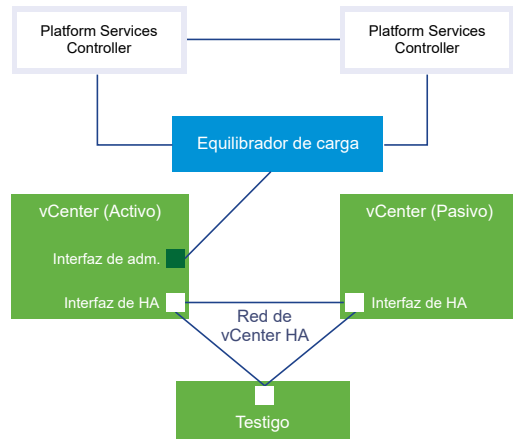 Platform Services
Controller
Platform Services
Controller
Equilibrador de carga
vCenter (Activo)
vCenter (Pasivo)
Interfaz de adm.
Interfaz de HA
Interfaz de HA
Red de
vCenter HA
Testigo